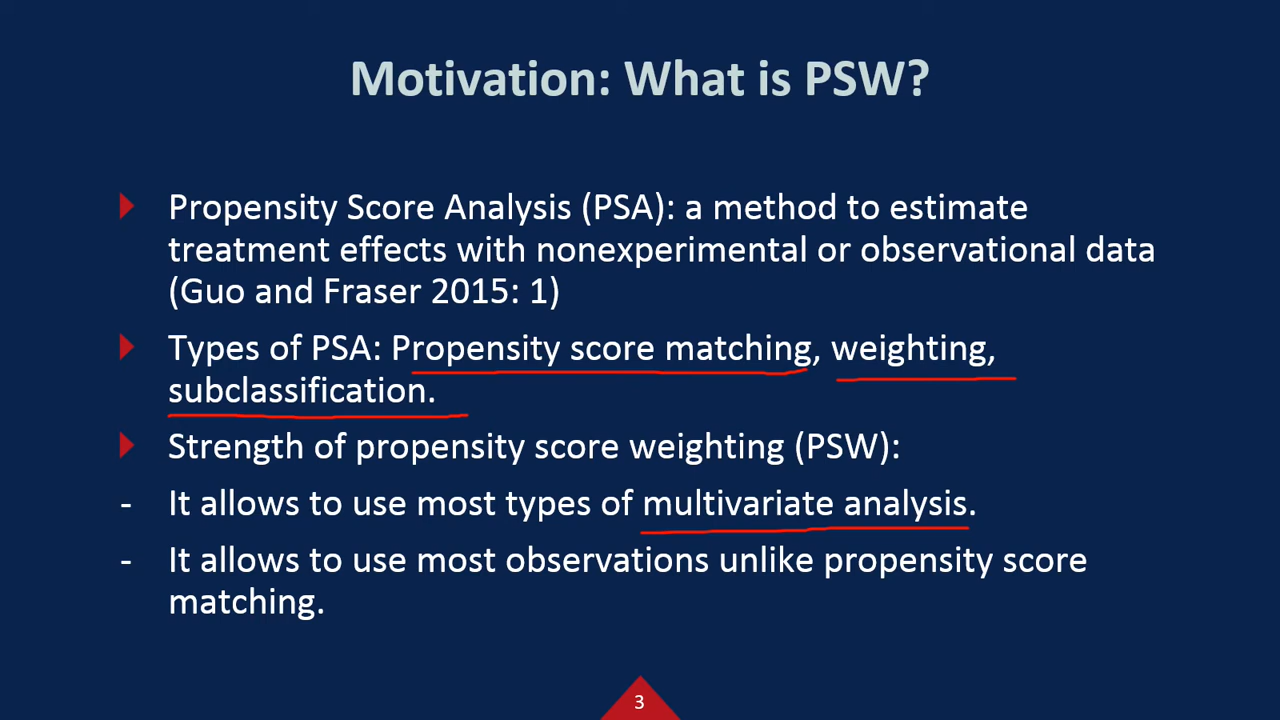 Motivation: What is PSW?
Propensity Score Analysis (PSA): a method to estimate
treatment effects with nonexperimental or observational data
(Guo and Fraser 2015: 1)
Types of PSA: Propensity score matching, weighting,
subclassification.
Strength of propensity score weighting (PSW):
- It allows to use most types of multivariate analysis.
- It allows to use most observations unlike propensity score
matching.
3